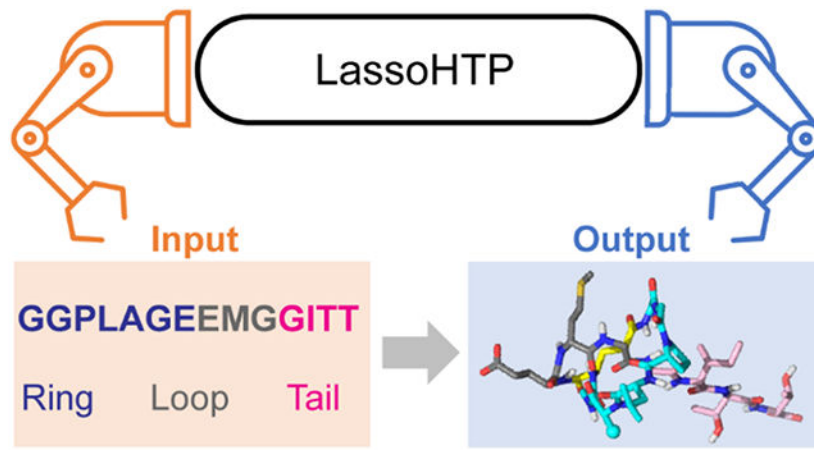 LassoHTP
Input
Output
GGPLAGEEMGGITT
Ring Loop Tail